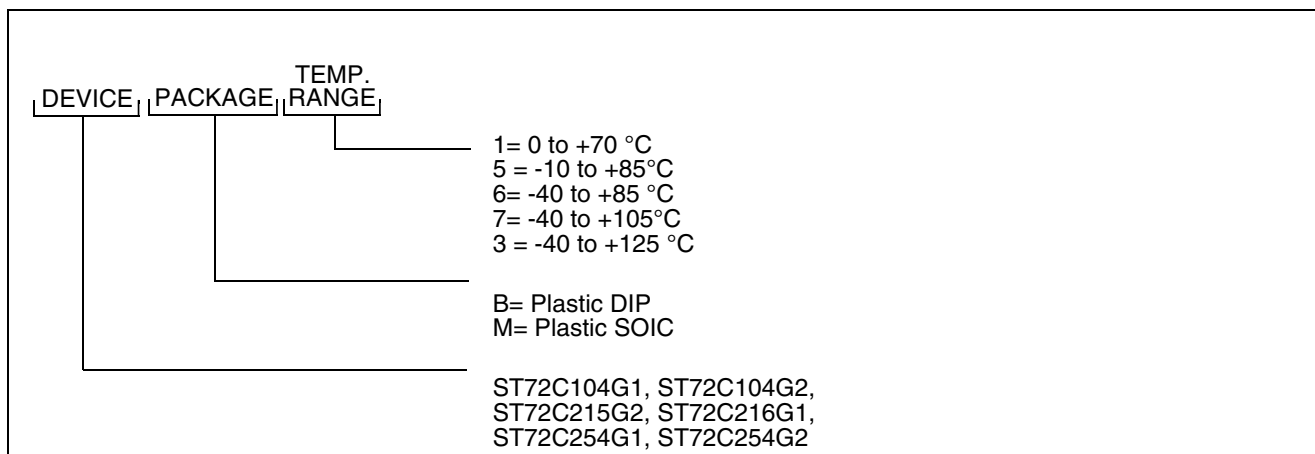 TEMP.
DEVICE PACKAGE RANGE
1= 0 to +70 °C
5 = -10 to +85°C
6= -40 to +85 °C
7= -40 to +105°C
3 = -40 to +125 °C
B= Plastic DIP
M= Plastic SOIC
ST72C104G1, ST72C104G2,
ST72C215G2, ST72C216G1,
ST72C254G1, ST72C254G2